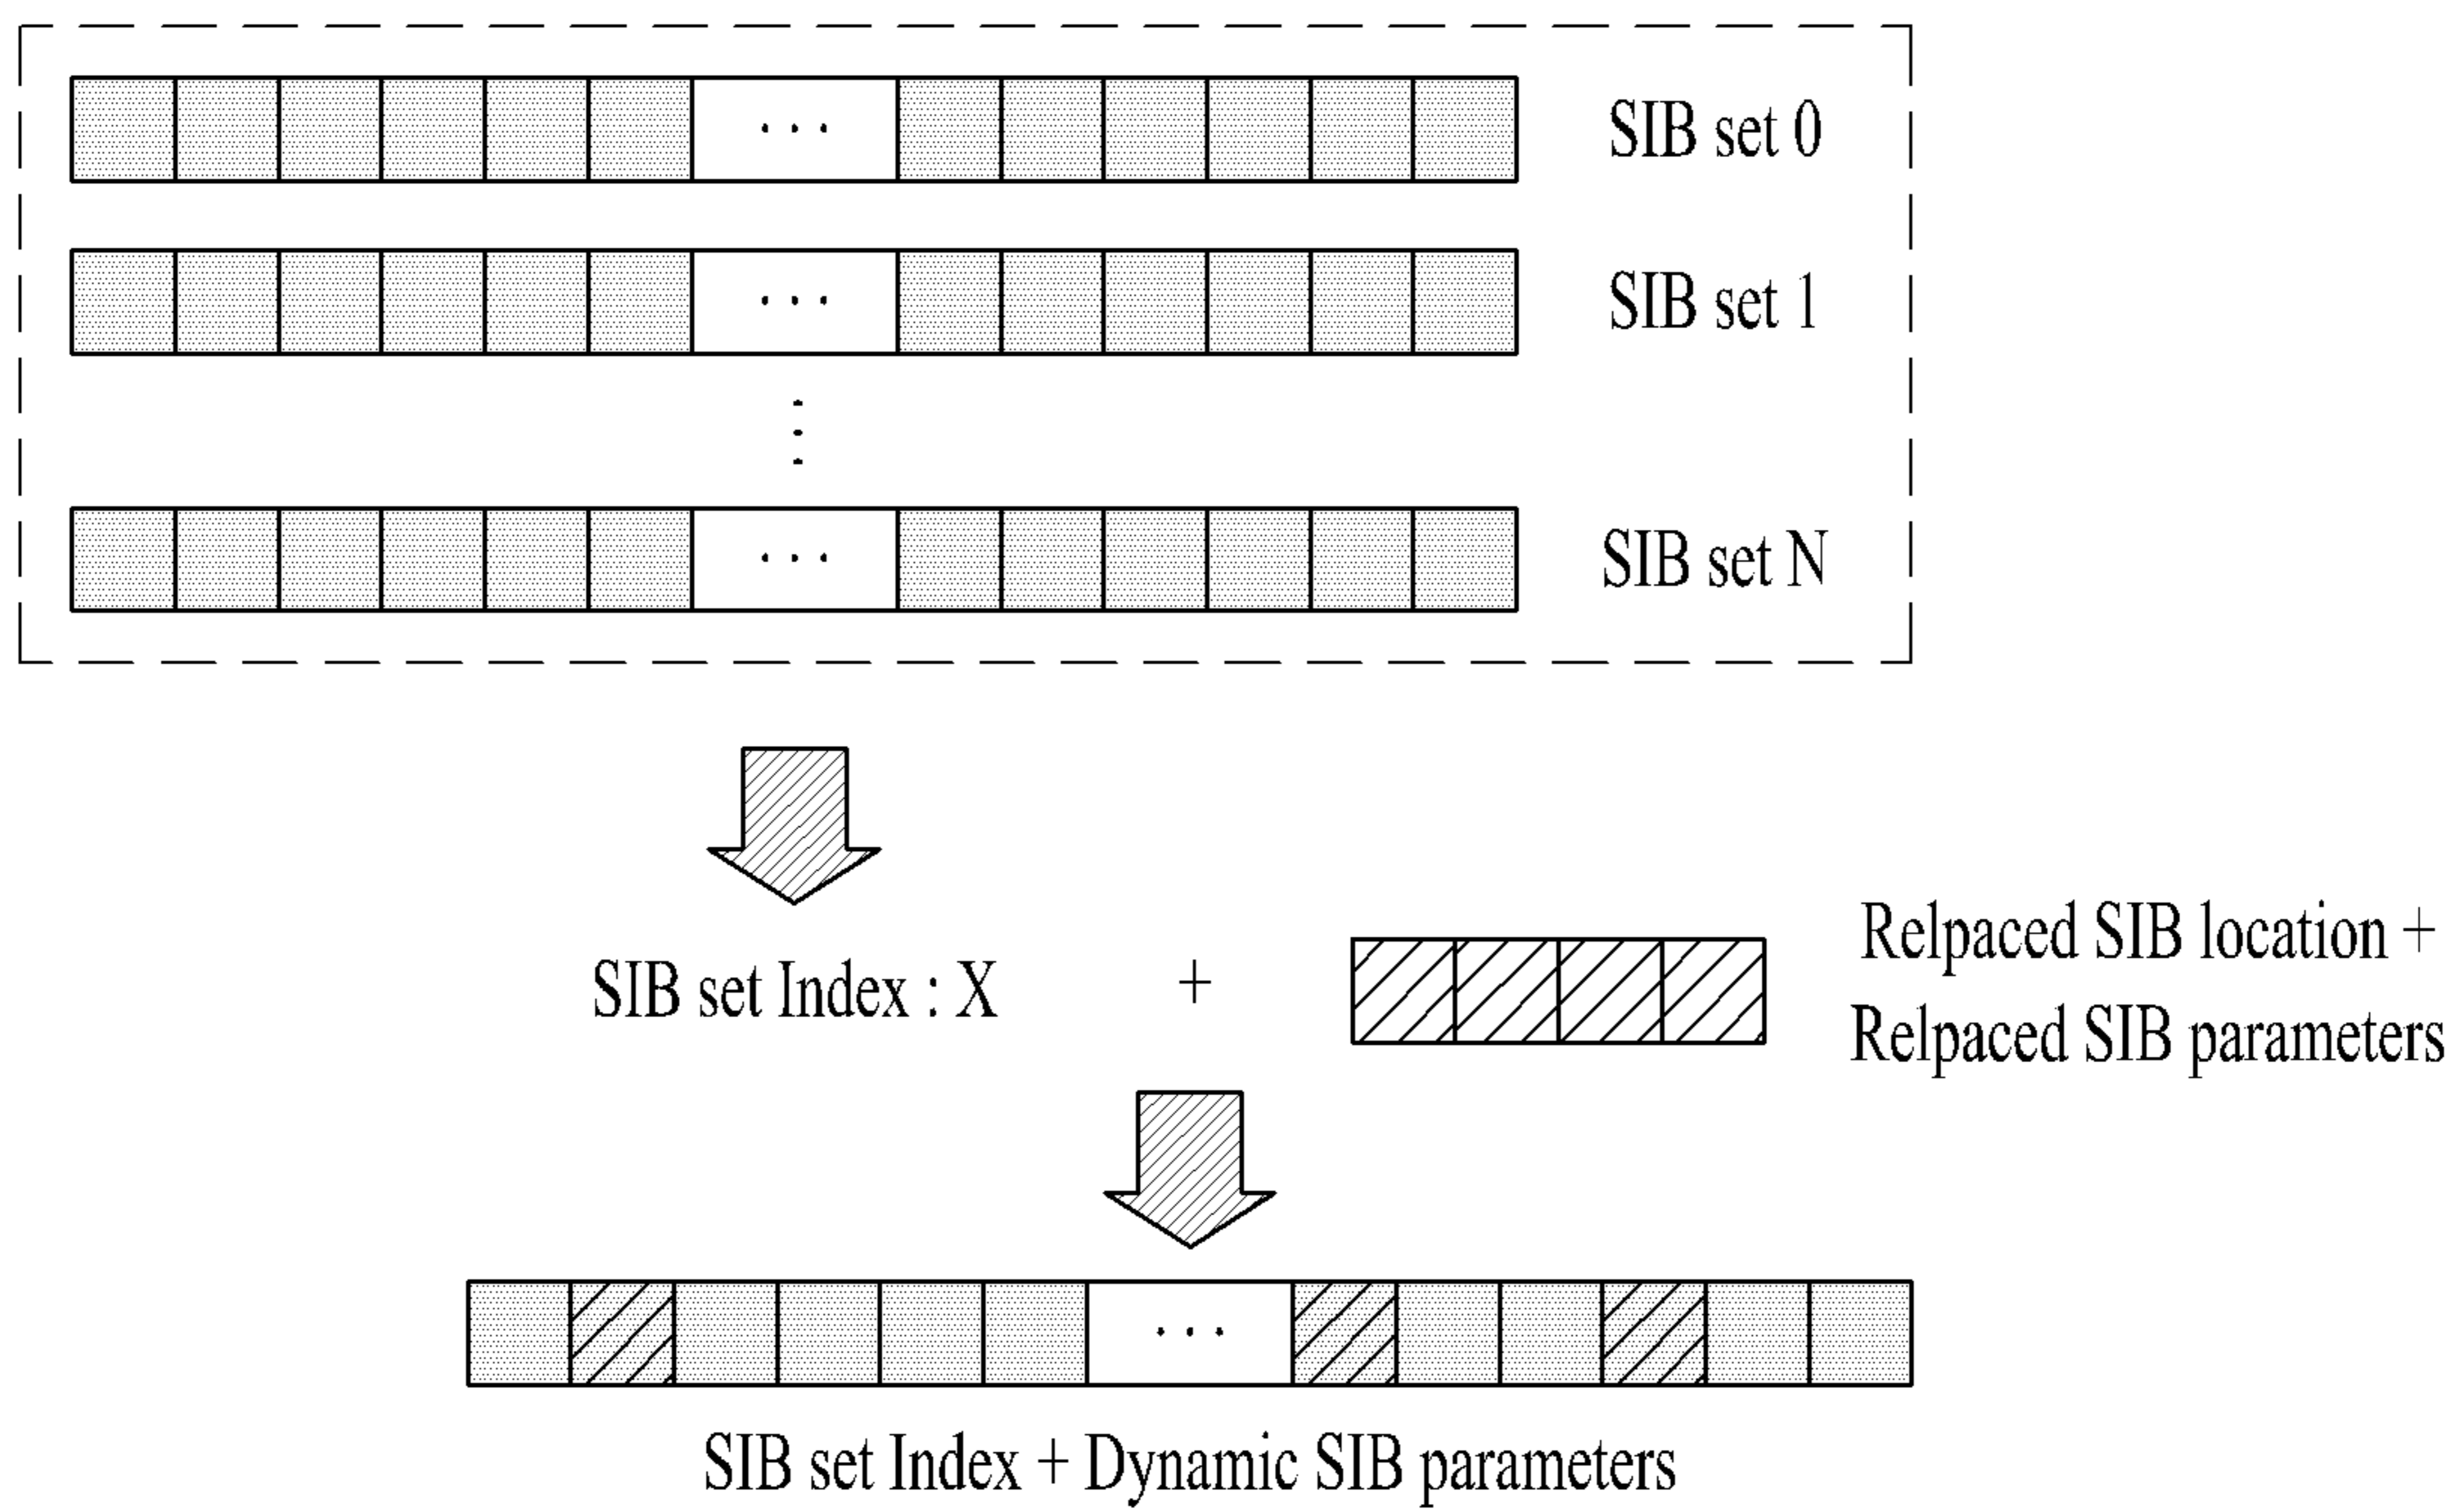 ... SIB set 0
... SIB set 1
⋮
... SIB set N
SIB set Index : X + Relpaced SIB location +
Relpaced SIB parameters
...
SIB set Index + Dynamic SIB parameters